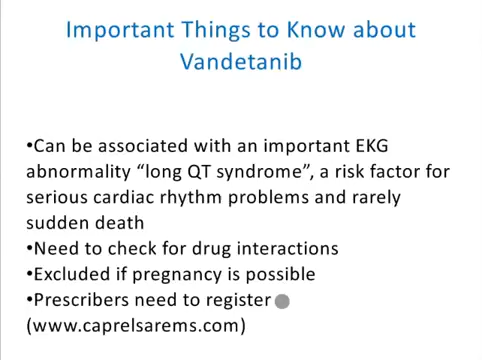 Important Things to Know about
Vandetanib
•Can be associated with an important EKG
abnormality “long QT syndrome”, a risk factor for
serious cardiac rhythm problems and rarely
sudden death
•Need to check for drug interactions
•Excluded if pregnancy is possible
•Prescribers need to register
(www.caprelsarems.com)